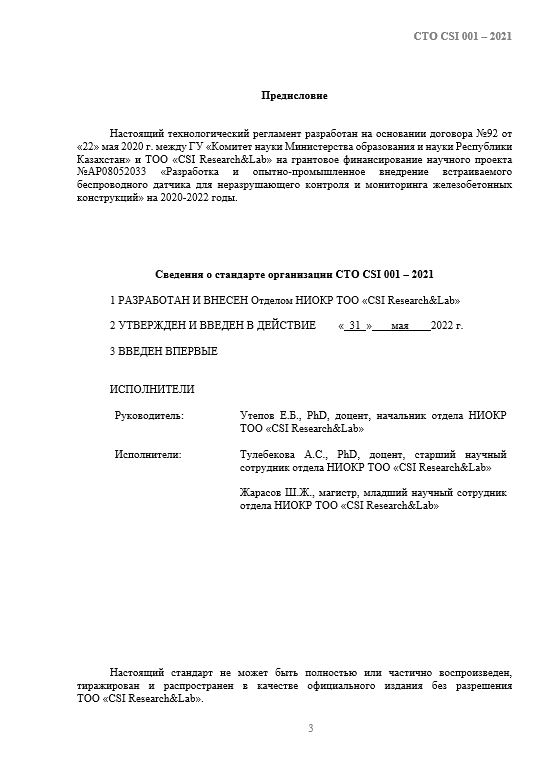 СТО CSI 001 – 2021
Предисловие
Настоящий технологический регламент разработан на основании договора №92 от
«22» мая 2020 г. между ГУ «Комитет науки Министерства образования и науки Республики
Казахстан» и ТОО «CSI Research&Lab» на грантовое финансирование научного проекта
№АР08052033 «Разработка и опытно-промышленное внедрение встраиваемого
беспроводного датчика для неразрушающего контроля и мониторинга железобетонных
конструкций» на 2020-2022 годы.
Сведения о стандарте организации СТО CSI 001 – 2021
1 РАЗРАБОТАН И ВНЕСЕН Отделом НИОКР ТОО «CSI Research&Lab»
2 УТВЕРЖДЕН И ВВЕДЕН В ДЕЙСТВИЕ «_31_»___мая____2022 г.
3 ВВЕДЕН ВПЕРВЫЕ
ИСПОЛНИТЕЛИ
Руководитель: Утепов Е.Б., PhD, доцент, начальник отдела НИОКР
ТОО «CSI Research&Lab»
Исполнители: Тулебекова А.С., PhD, доцент, старший научный
сотрудник отдела НИОКР ТОО «CSI Research&Lab»
Жарасов Ш.Ж., магистр, младший научный сотрудник
отдела НИОКР ТОО «CSI Research&Lab»
Настоящий стандарт не может быть полностью или частично воспроизведен,
тиражирован и распространен в качестве официального издания без разрешения
ТОО «CSI Research&Lab».
3